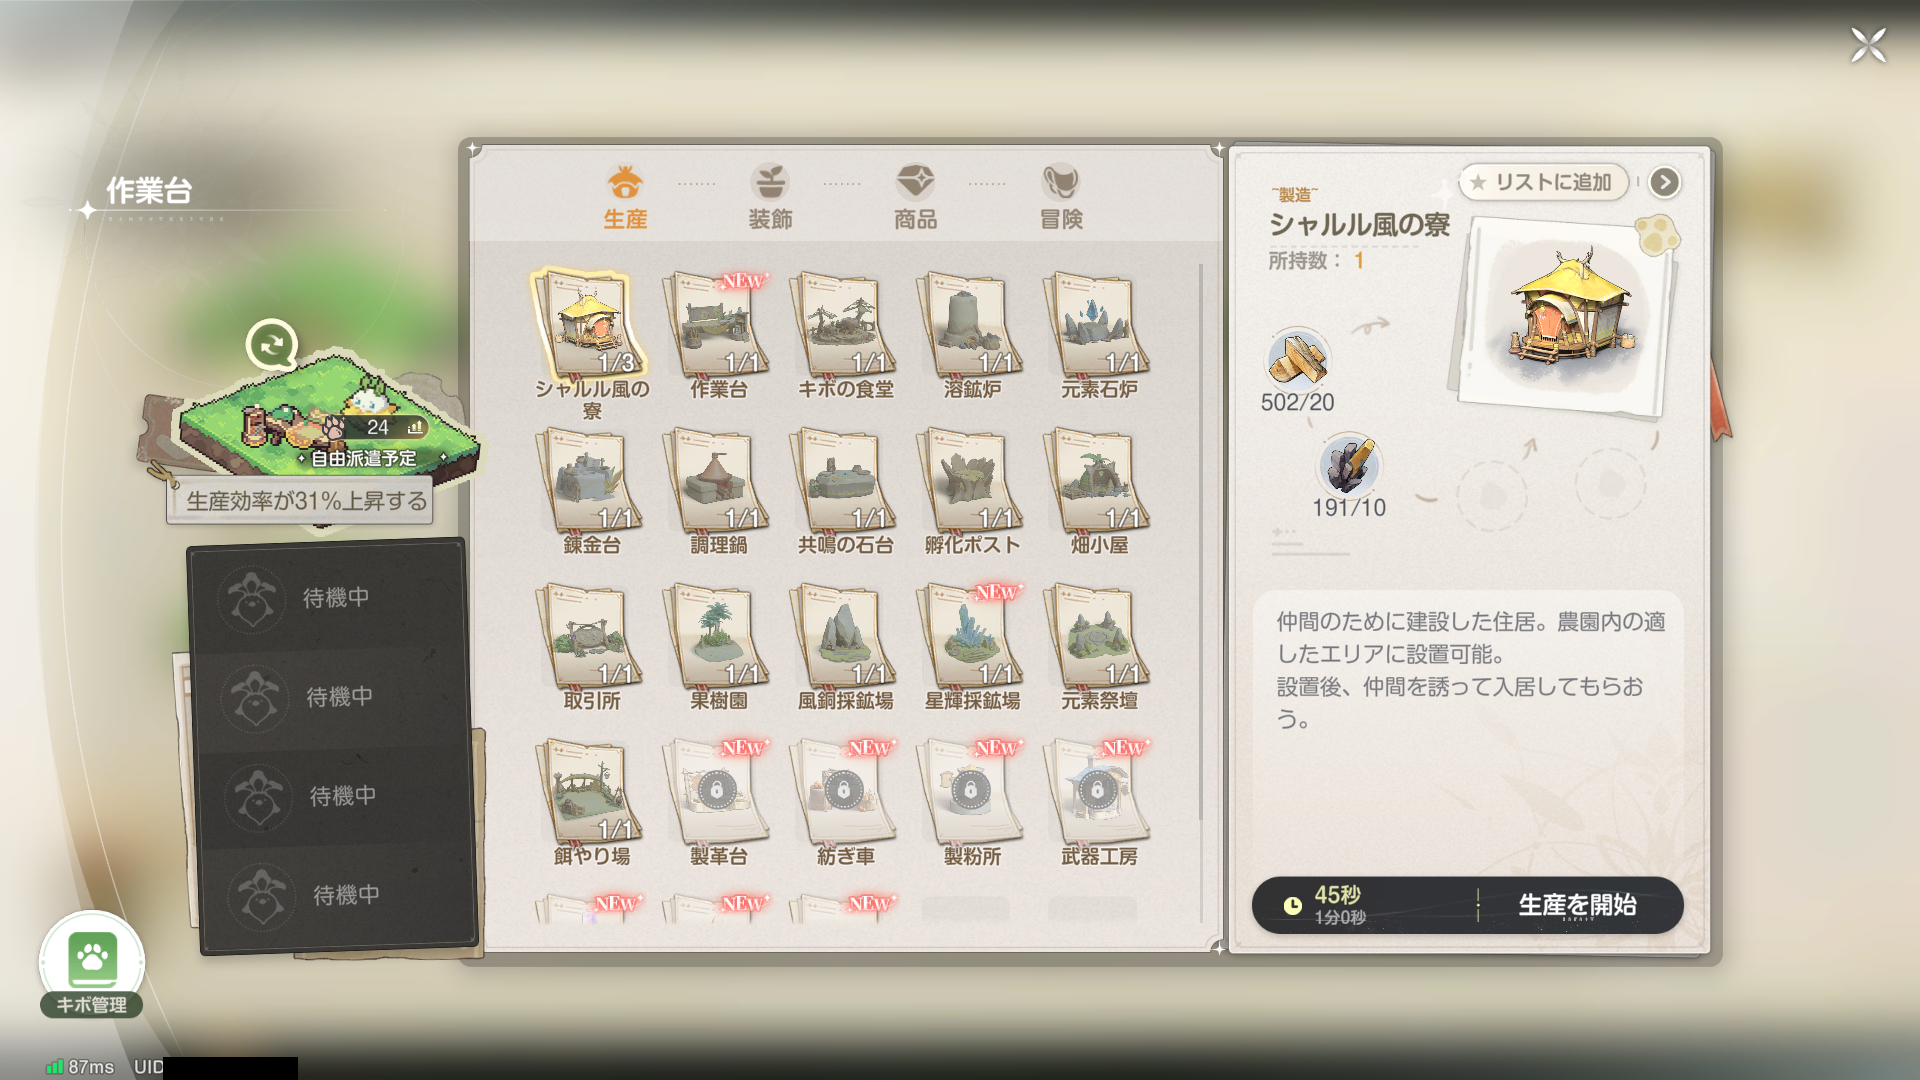 作業台
24
自由派遣予定
生産効率が31%上昇する
待機中
待機中
待機中
待機中
キボ管理
87ms UID
生産
装飾
商品
冒険
1/3
シャルル風の
寮
NEW
1/1
作業台
1/1
キボの食堂
1/1
溶鉱炉
1/1
元素石炉
1/1
錬金台
1/1
調理鍋
1/1
共鳴の石台
1/1
孵化ポスト
1/1
畑小屋
1/1
取引所
1/1
果樹園
1/1
風銅採鉱場
NEW
1/1
星輝採鉱場
1/1
元素祭壇
1/1
餌やり場
NEW
製革台
NEW
紡ぎ車
NEW
製粉所
NEW
武器工房
NEW
NEW
NEW
リストに追加
~製造~
シャルル風の寮
所持数： 1
502/20
191/10
仲間のために建設した住居。農園内の適
したエリアに設置可能。
設置後、仲間を誘って入居してもらお
う。
45秒
1分0秒
生産を開始